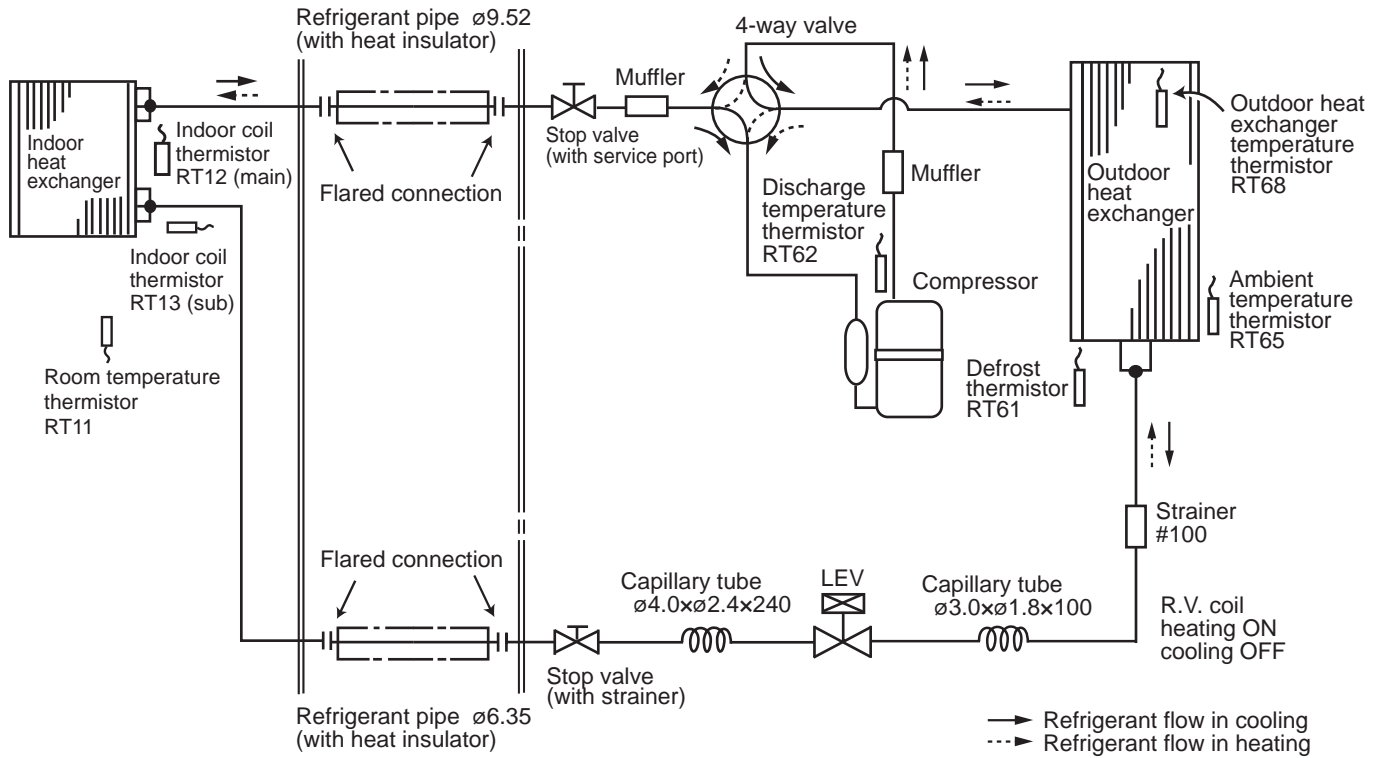 Refrigerant pipe ø9.52
(with heat insulator)
4-way valve
Muffler
Stop valve
(with service port)
Indoor
heat
exchanger
Indoor coil
thermistor
RT12 (main)
Flared connection
Indoor coil
thermistor
RT13 (sub)
Room temperature
thermistor
RT11
Discharge
temperature
thermistor
RT62
Muffler
Compressor
Outdoor
heat
exchanger
Outdoor heat
exchanger
temperature
thermistor
RT68
Ambient
temperature
thermistor
RT65
Defrost
thermistor
RT61
Strainer
#100
Flared connection
Capillary tube
ø4.0×ø2.4×240
LEV
Capillary tube
ø3.0×ø1.8×100
R.V. coil
heating ON
cooling OFF
Stop valve
(with strainer)
Refrigerant pipe ø6.35
(with heat insulator)
Refrigerant flow in cooling
Refrigerant flow in heating